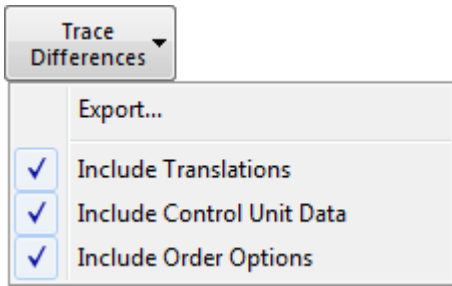 Trace
Differences
Export...
Include Translations
Include Control Unit Data
Include Order Options